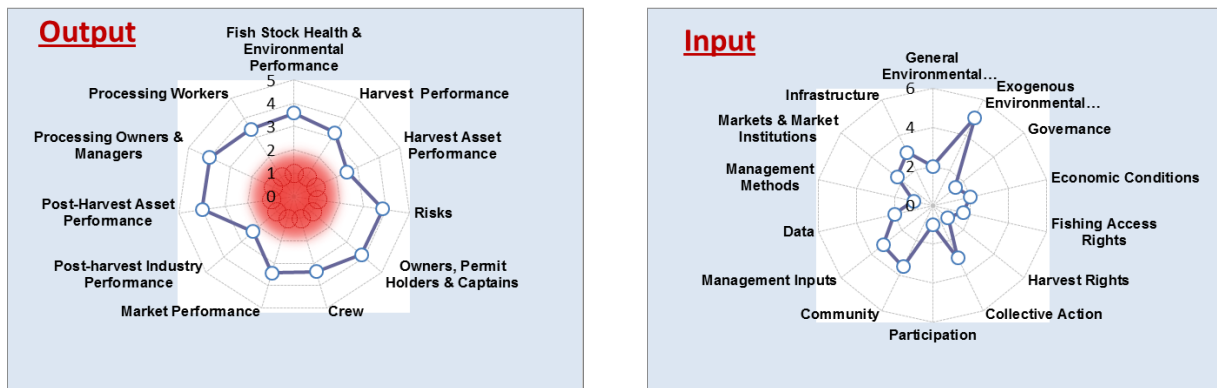 Output
Fish Stock Health &
Environmental
Performance
5
4
3
2
1
0
Harvest Performance
Harvest Asset
Performance
Risks
Owners, Permit
Holders & Captains
Crew
Market Performance
Post-harvest Industry
Performance
Post-Harvest Asset
Performance
Processing Owners &
Managers
Processing Workers
Input
General
Environmental...
6
4
2
0
Exogenous
Environmental...
Governance
Economic Conditions
Fishing Access
Rights
Harvest Rights
Collective Action
Participation
Community
Management Inputs
Data
Management
Methods
Markets & Market
Institutions
Infrastructure